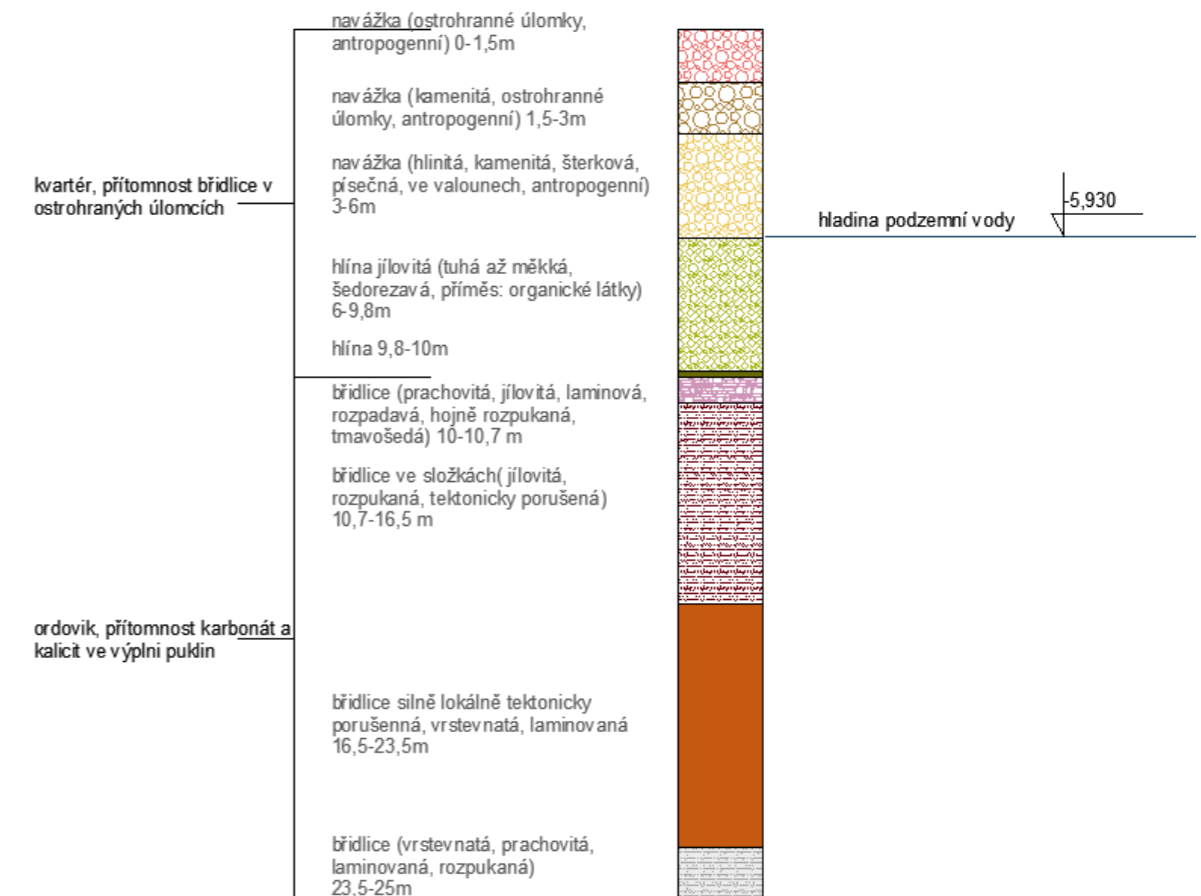 navážka (ostrohranné úlomky,
antropogenní) 0-1,5m
navážka (kamenitá, ostrohranné
úlomky, antropogenní) 1,5-3m
navážka (hlinitá, kamenitá, šterková,
písečná, ve valounech, antropogenní)
3-6m
kvartér, přítomnost břidlice v
ostrohraných úlomcích
-5,930
hladina podzemní vody
hlína jílovitá (tuhá až měkká,
šedorezavá, příměs: organické látky)
6-9,8m
hlína 9,8-10m
břidlice (prachovitá, jílovitá, laminová,
rozpadavá, hojně rozpukaná,
tmavošedá) 10-10,7 m
břidlice ve složkách( jílovitá,
rozpukaná, tektonicky porušená)
10,7-16,5 m
ordovik, přítomnost karbonát a
kalicit ve výplni puklin
břidlice silně lokálně tektonicky
porušenná, vrstevnatá, laminovaná
16,5-23,5m
břidlice (vrstevnatá, prachovitá,
laminovaná, rozpukaná)
23,5-25m